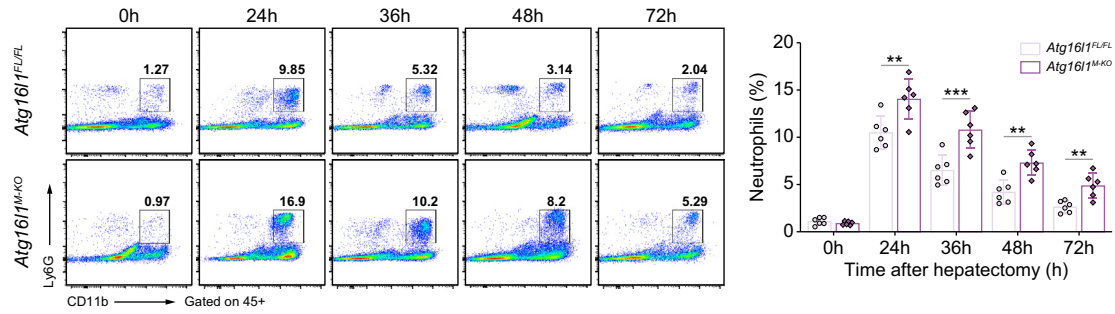 0h 24h 36h 48h 72h
Atg16l1FL/FL
1.27 9.85 5.32 3.14 2.04
Atg16l1M-KO
0.97 16.9 10.2 8.2 5.29
Ly6G
CD11b Gated on 45+
Neutrophils (%)
20
15
10
5
0
Atg16l1FL/FL
Atg16l1M-KO
** *** ** **
0h 24h 36h 48h 72h
Time after hepatectomy (h)